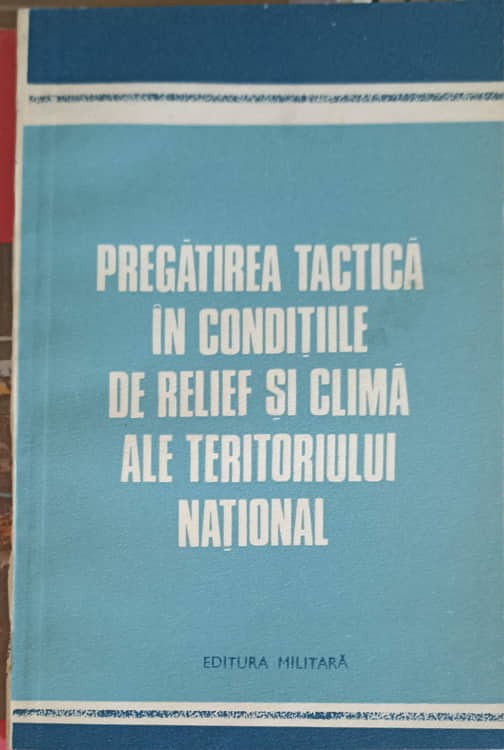 PREGĂTIREA TACTICĂ
ÎN CONDIȚIILE
DE RELIEF ȘI CLIMĂ
ALE TERITORIULUI
NAȚIONAL
EDITURA MILITARĂ